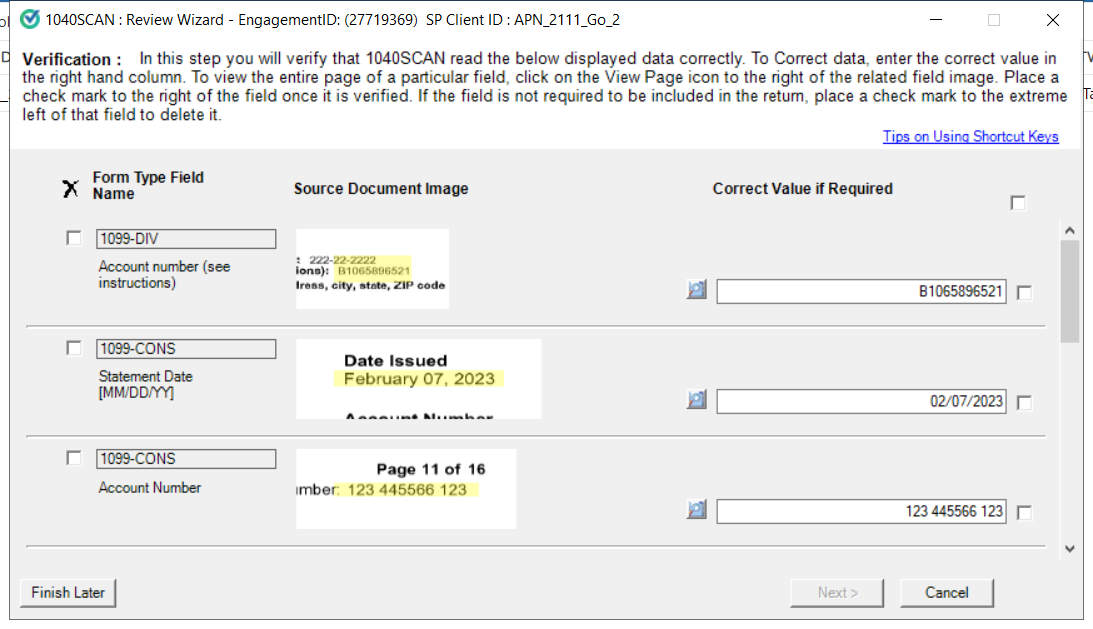 1040SCAN : Review Wizard - EngagementID: (27719369)  SP Client ID : APN_2111_Go_2
Verification :   In this step you will verify that 1040SCAN read the below displayed data correctly. To Correct data, enter the correct value in
the right hand column. To view the entire page of a particular field, click on the View Page icon to the right of the related field image. Place a
check mark to the right of the field once it is verified. If the field is not required to be included in the return, place a check mark to the extreme
left of that field to delete it.
Tips on Using Shortcut Keys
Form Type Field
Name
Source Document Image
Correct Value if Required
1099-DIV
Account number (see
instructions)
: 222-22-2222
ions): B1065896521
dress, city, state, ZIP code
B1065896521
1099-CONS
Statement Date
[MM/DD/YY]
Date Issued
February 07, 2023
Account Number
02/07/2023
1099-CONS
Account Number
Page 11 of 16
umber: 123 445566 123
123 445566 123
Finish Later
Next >
Cancel